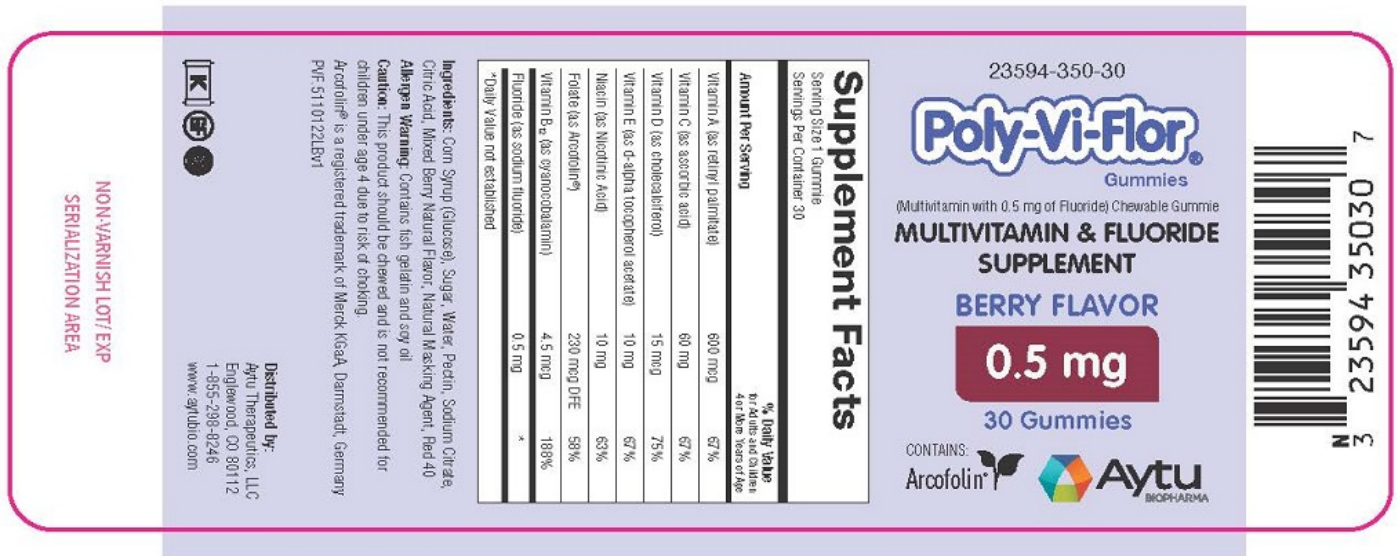 23594-350-30
Poly-Vi-Flor®
Gummies
(Multivitamin with 0.5 mg of Fluoride) Chewable Gummie
MULTIVITAMIN & FLUORIDE
SUPPLEMENT
BERRY FLAVOR
0.5 mg
30 Gummies
CONTAINS:
Arcofolin®
Aytu
BIOPHARMA
N
3 23594 35030 7
Supplement Facts
Serving Size 1 Gummie
Servings Per Container 30
Amount Per Serving
% Daily Value
for Adults and Children
4 or More Years of Age
Vitamin A (as retinyl palmitate) 600 mcg 67%
Vitamin C (as ascorbic acid) 60 mg 67%
Vitamin D (as cholecalciferol) 15 mcg 75%
Vitamin E (as d-alpha tocopherol acetate) 10 mg 67%
Niacin (as Nicotinic Acid) 10 mg 63%
Folate (as Arcofolin®) 230 mcg DFE 58%
Vitamin B12 (as cyanocobalamin) 4.5 mcg 188%
Fluoride (as sodium fluoride) 0.5 mg *
*Daily Value not established
Ingredients: Corn Syrup (Glucose), Sugar, Water, Pectin, Sodium Citrate,
Citric Acid, Mixed Berry Natural Flavor, Natural Masking Agent, Red 40
Allergen Warning: Contains fish gelatin and soy oil
Caution: This product should be chewed and is not recommended for
children under age 4 due to risk of choking.
Arcofolin® is a registered trademark of Merck KGaA, Darmstadt, Germany
PVF.5110122LBv1
K
GF
Distributed by:
Aytu Therapeutics, LLC
Englewood, CO 80112
1-855-298-8246
www.aytubio.com
NON-VARNISH LOT/ EXP
SERIALIZATION AREA